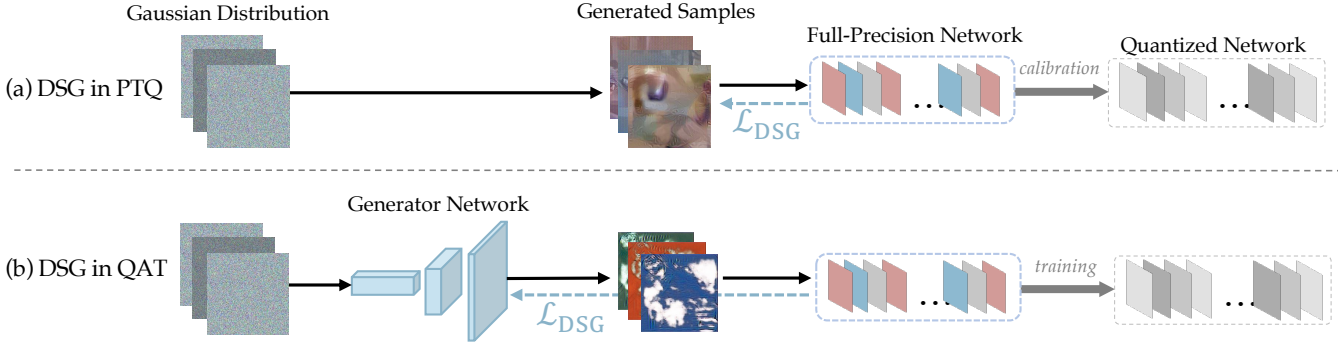 Gaussian Distribution
Generated Samples
Full-Precision Network
Quantized Network
(a) DSG in PTQ
calibration
...
...
ℒDSG
Generator Network
(b) DSG in QAT
training
...
...
ℒDSG